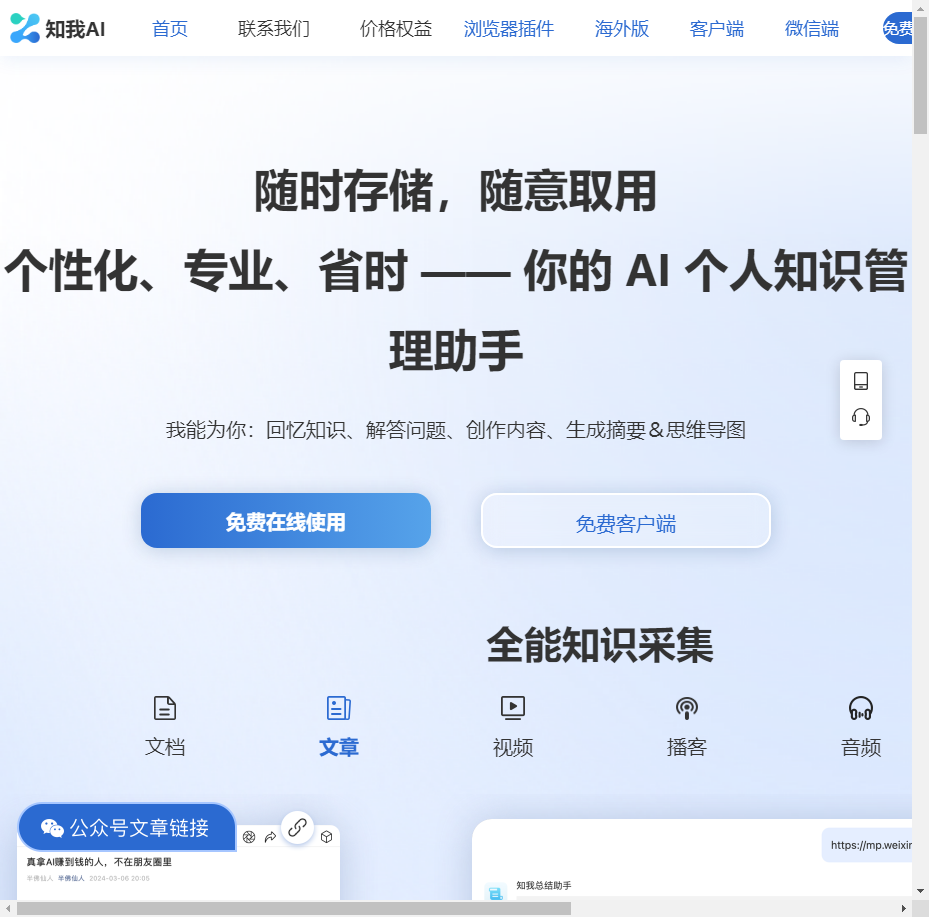 知我AI 首页 联系我们 价格权益 浏览器插件 海外版 客户端 微信端 免费
随时存储，随意取用
个性化、专业、省时 —— 你的 AI 个人知识管
理助手
我能为你：回忆知识、解答问题、创作内容、生成摘要＆思维导图
免费在线使用 免费客户端
全能知识采集
文档 文章 视频 播客 音频
公众号文章链接
真拿AI赚到钱的人，不在朋友圈里
半佛仙人 半佛仙人 2024-03-06 20:05
https://mp.weixin
知我总结助手